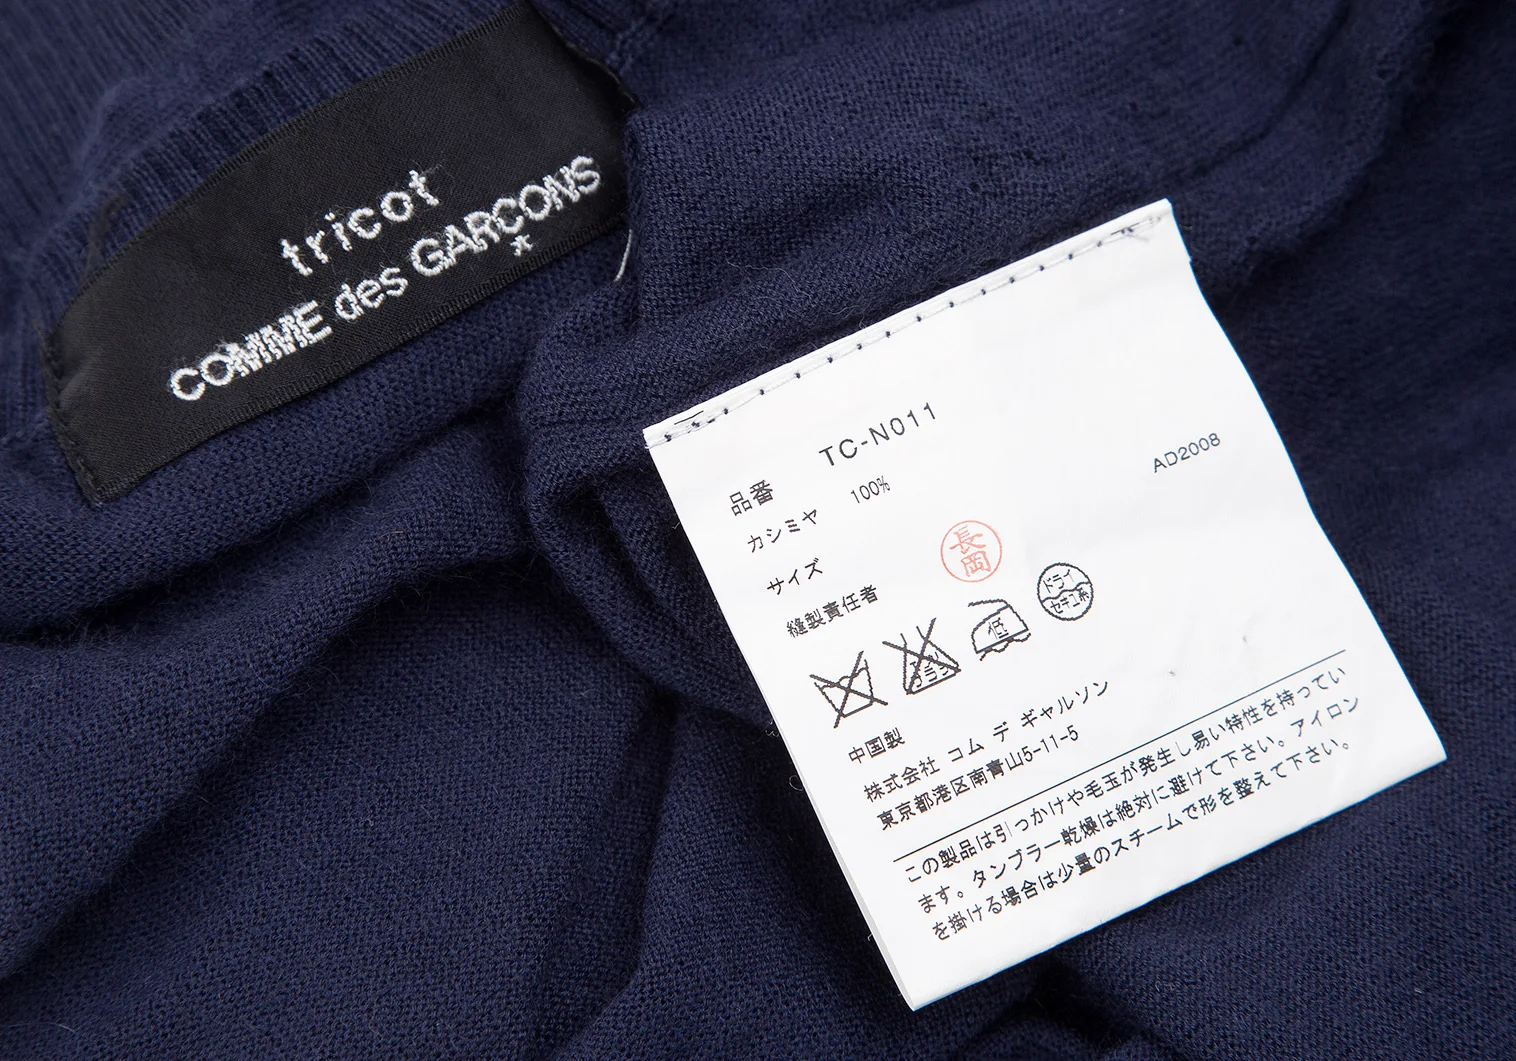 tricot
COMME des GARCONS
品番 TC-N011
AD2008
カシミヤ 100%
サイズ
縫製責任者
長岡
エンソサラシ
低
ドライ
セキユ系
中国製
株式会社 コム デ ギャルソン
東京都港区南青山5-11-5
この製品は引っかけや毛玉が発生し易い特性を持ってい
ます。タンブラー乾燥は絶対に避けて下さい。アイロン
を掛ける場合は少量のスチームで形を整えて下さい。